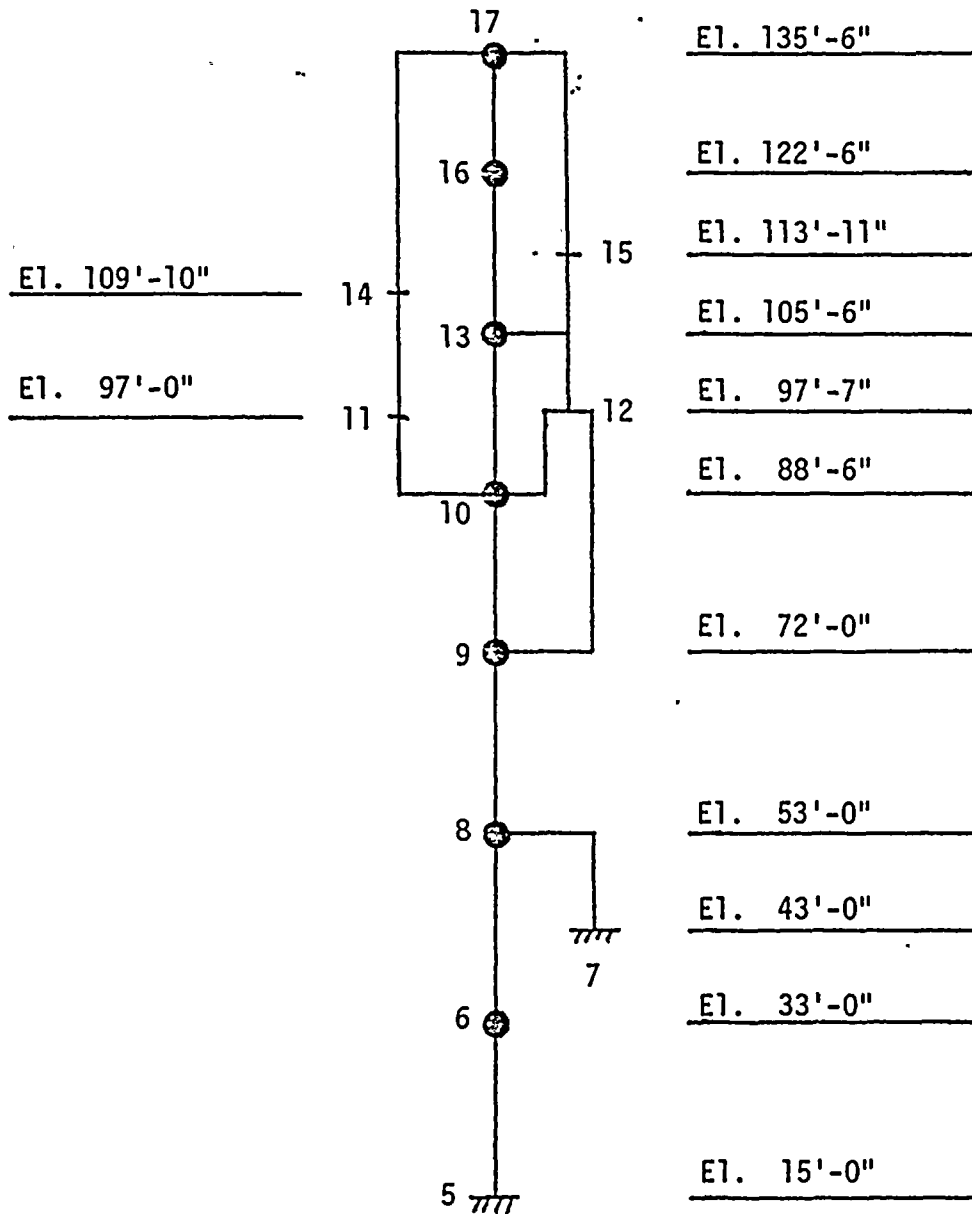 17
El. 135'-6"
16
El. 122'-6"
15
El. 113'-11"
El. 109'-10"
14
13
El. 105'-6"
El. 97'-0"
11
12
El. 97'-7"
10
El. 88'-6"
9
El. 72'-0"
8
El. 53'-0"
7
El. 43'-0"
6
El. 33'-0"
5
El. 15'-0"